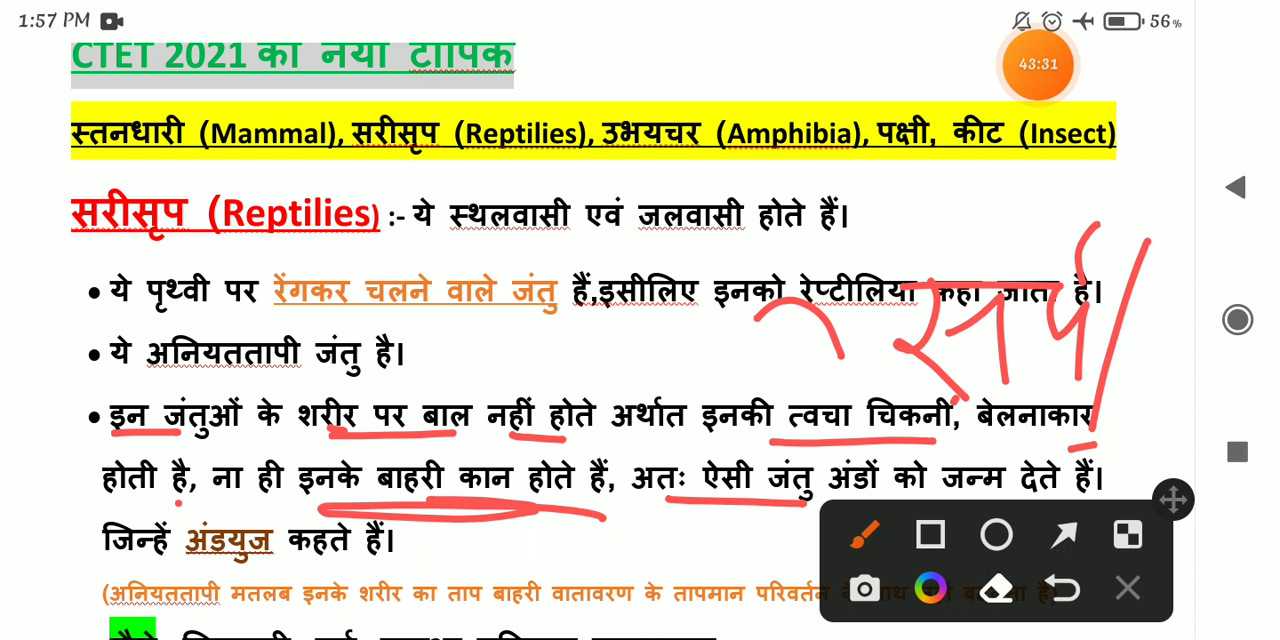 1:57 PM 56%
43:31
CTET 2021 का नया टॉपिक
स्तनधारी (Mammal), सरीसृप (Reptilies), उभयचर (Amphibia), पक्षी, कीट (Insect)
सरीसृप (Reptilies) :- ये स्थलवासी एवं जलवासी होते हैं।
• ये पृथ्वी पर रेंगकर चलने वाले जंतु हैं,इसीलिए इनको रेप्टीलिया कहा जाता है।
सर्प
• ये अनियततापी जंतु है।
• इन जंतुओं के शरीर पर बाल नहीं होते अर्थात इनकी त्वचा चिकनी, बेलनाकार
होती है, ना ही इनके बाहरी कान होते हैं, अतः ऐसी जंतु अंडों को जन्म देते हैं।
जिन्हें अंडयुज कहते हैं।
(अनियततापी मतलब इनके शरीर का ताप बाहरी वातावरण के तापमान परिवर्तन